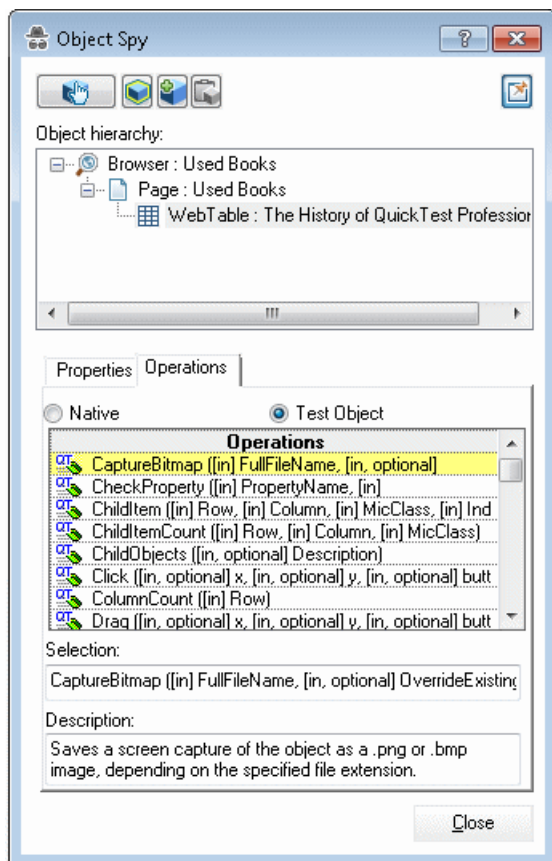 Object Spy
?
Object hierarchy:
Browser : Used Books
Page : Used Books
WebTable : The History of QuickTest Profession
Properties Operations
Native Test Object
Operations
CaptureBitmap ([in] FullFileName, [in, optional]
CheckProperty ([in] PropertyName, [in]
ChildItem ([in] Row, [in] Column, [in] MicClass, [in] Ind
ChildItemCount ([in] Row, [in] Column, [in] MicClass)
ChildObjects ([in, optional] Description)
Click ([in, optional] x, [in, optional] y, [in, optional] butt
ColumnCount ([in] Row)
Drag ([in, optional] x, [in, optional] y, [in, optional] butt
Selection:
CaptureBitmap ([in] FullFileName, [in, optional] OverrideExisting
Description:
Saves a screen capture of the object as a .png or .bmp
image, depending on the specified file extension.
Close